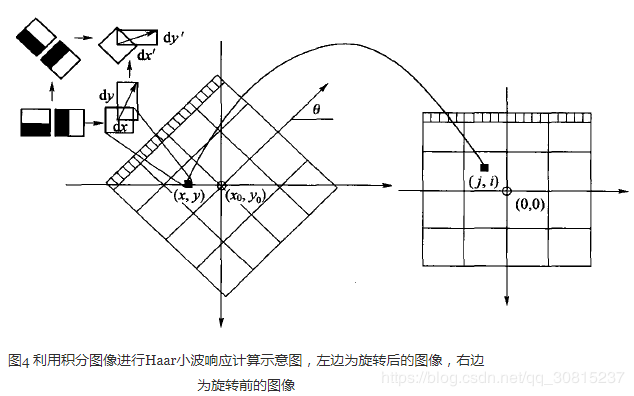 dy′
dx′
dy
dx
θ
(x, y)
(x₀, y₀)
(j, i)
(0,0)
图4 利用积分图像进行Haar小波响应计算示意图，左边为旋转后的图像，右边
为旋转前的图像
https://blog.csdn.net/qq_30815237